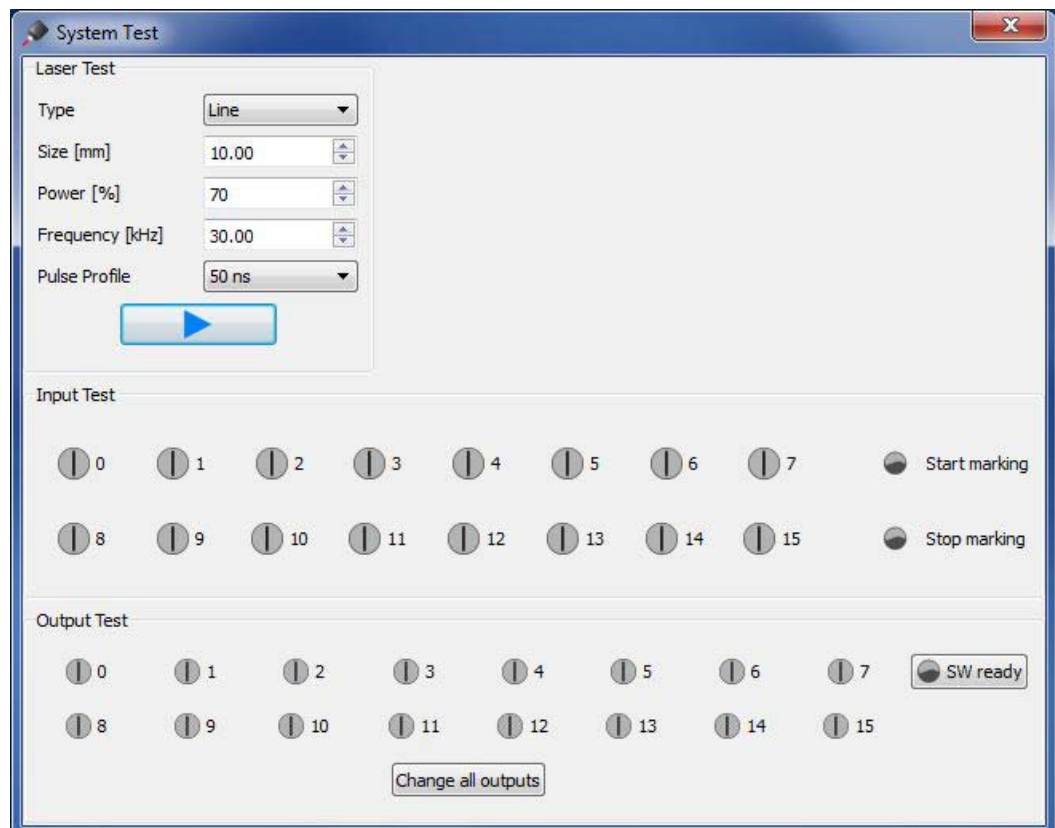 System Test
Laser Test
Type Line
Size [mm] 10.00
Power [%] 70
Frequency [kHz] 30.00
Pulse Profile 50 ns
Input Test
0 1 2 3 4 5 6 7 Start marking
8 9 10 11 12 13 14 15 Stop marking
Output Test
0 1 2 3 4 5 6 7 SW ready
8 9 10 11 12 13 14 15
Change all outputs